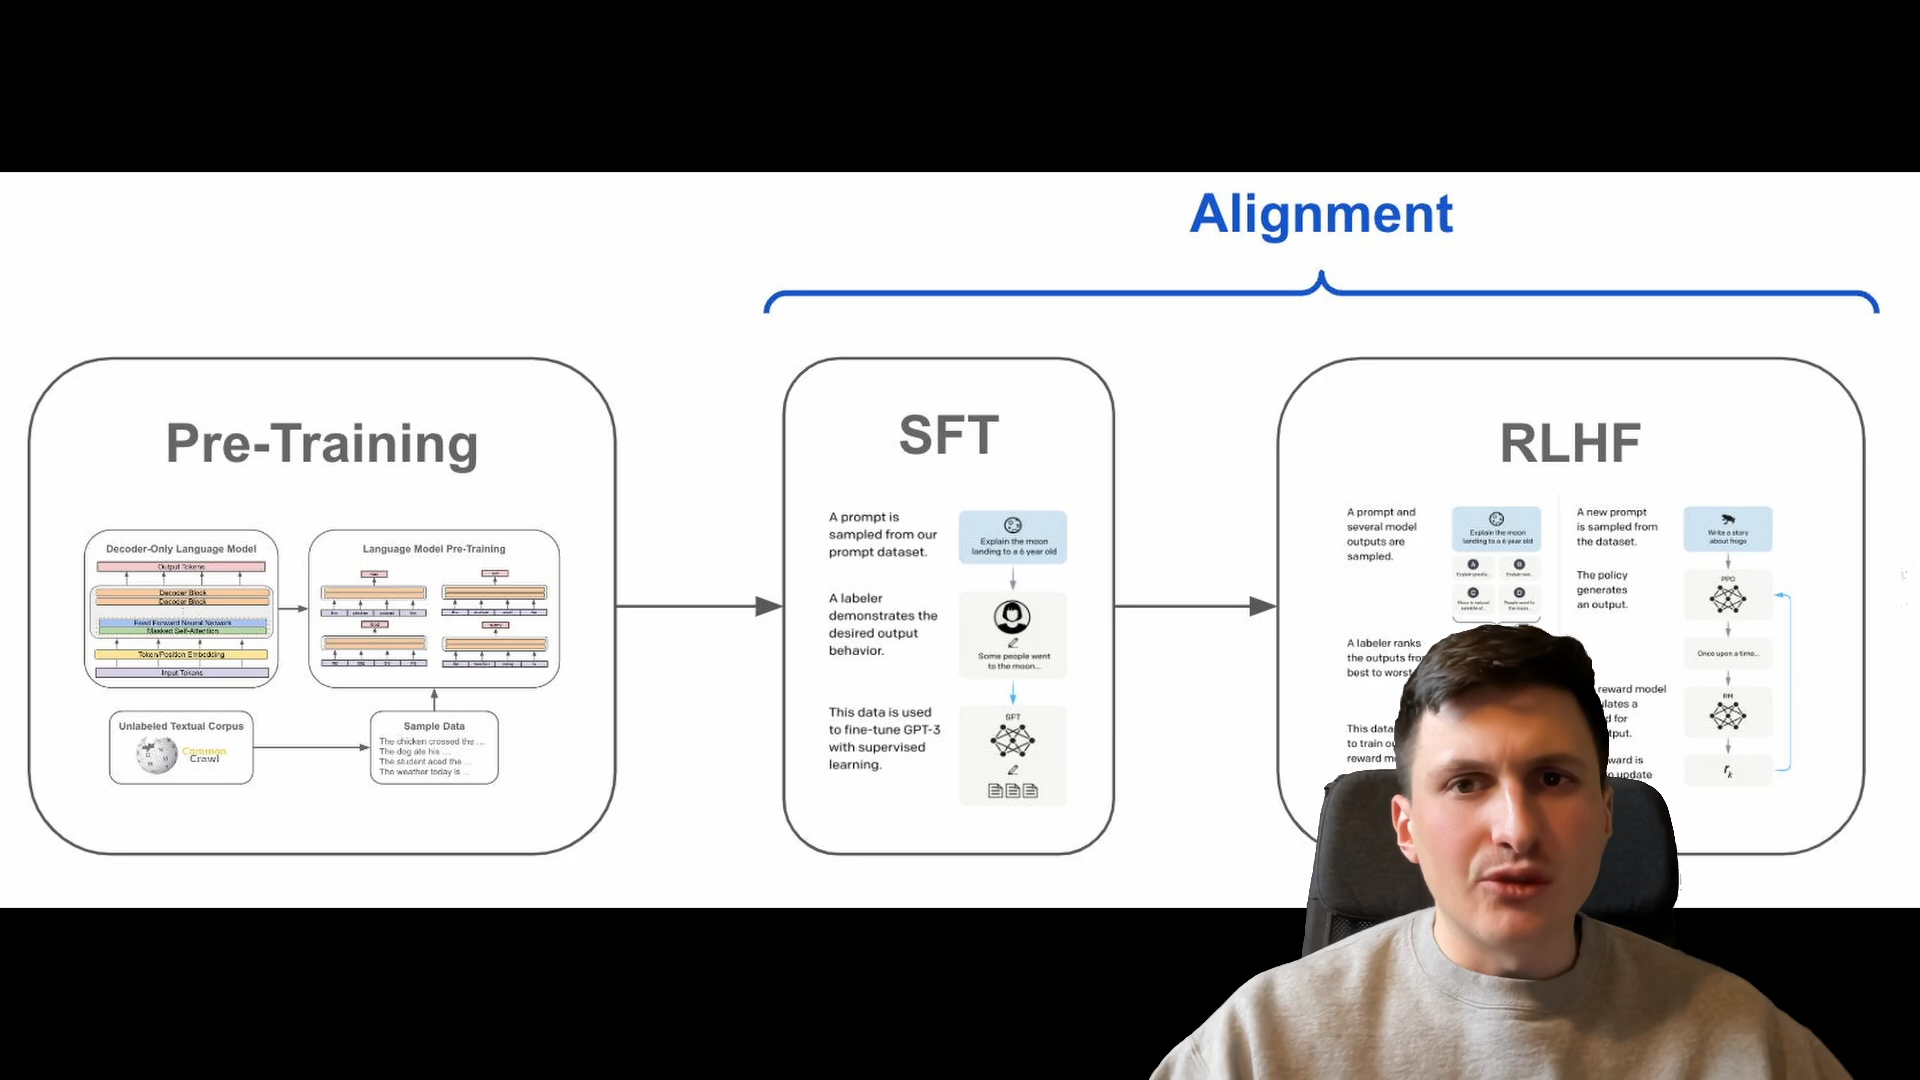 Alignment
Pre-Training
Decoder-Only Language Model
Output Tokens
Decoder Block
Decoder Block
Feed Forward Neural Network
Masked Self-Attention
Token/Position Embedding
Input Tokens
Language Model Pre-Training
Unlabeled Textual Corpus
Common
Crawl
Sample Data
The chicken crossed the ...
The dog ate his ...
The student aced the ...
The weather today is ...
SFT
A prompt is
sampled from our
prompt dataset.
Explain the moon
landing to a 6 year old
A labeler
demonstrates the
desired output
behavior.
Some people went
to the moon...
This data is used
to fine-tune GPT-3
with supervised
learning.
SFT
RLHF
A prompt and
several model
outputs are
sampled.
Explain the moon
landing to a 6 year old
A
B
C
D
A labeler ranks
the outputs
best to worst
This data
to train
reward
A new prompt
is sampled from
the dataset.
Write a story
about frogs
The policy
generates
an output.
PPO
Once upon a time...
reward model
RM
for
update
rk